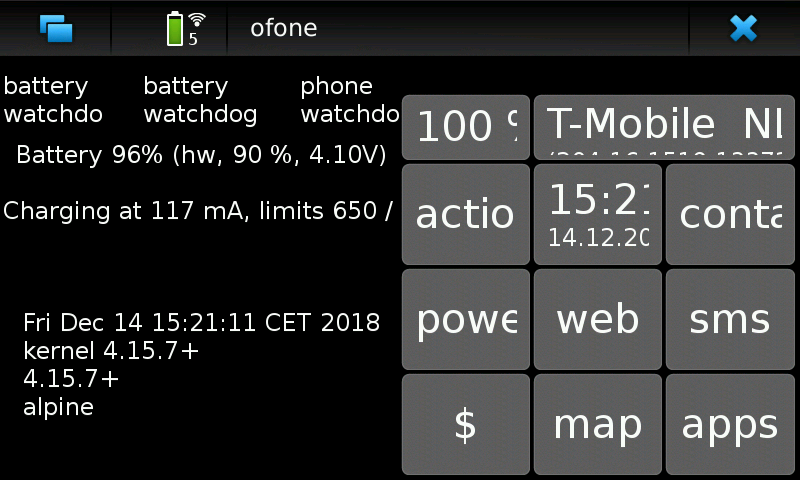 5
ofone
battery battery phone
watchdo watchdog watchdo
Battery 96% (hw, 90 %, 4.10V)
Charging at 117 mA, limits 650 /
Fri Dec 14 15:21:11 CET 2018
kernel 4.15.7+
4.15.7+
alpine
100 %
T-Mobile NL
actio
15:21
14.12.20
conta
powe
web
sms
$
map
apps